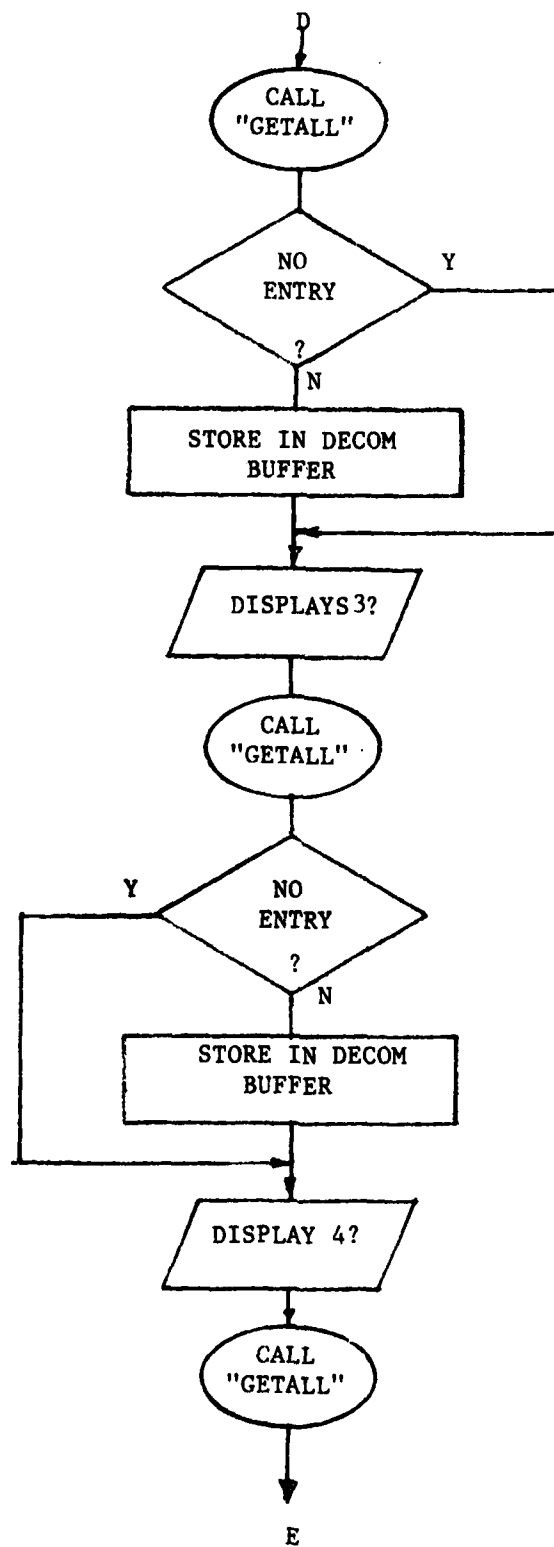 D
CALL
"GETALL"
NO
ENTRY
Y
?
N
STORE IN DECOM
BUFFER
DISPLAYS 3?
CALL
"GETALL"
Y
NO
ENTRY
?
N
STORE IN DECOM
BUFFER
DISPLAY 4?
CALL
"GETALL"
E